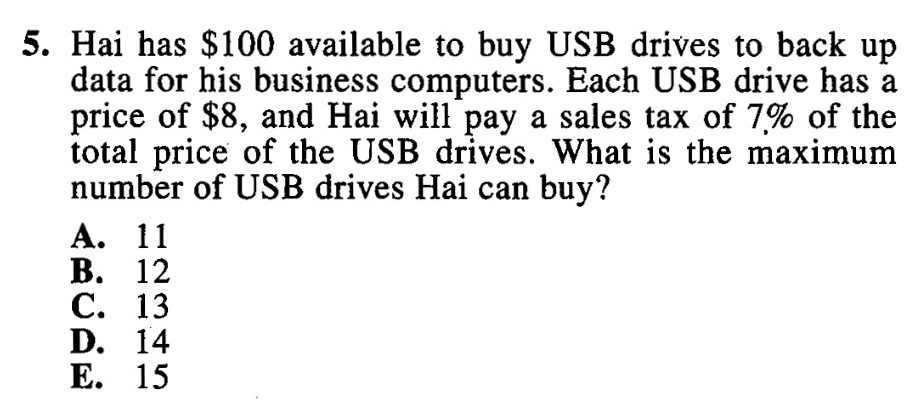 5. Hai has $100 available to buy USB drives to back up
data for his business computers. Each USB drive has a
price of $8, and Hai will pay a sales tax of 7% of the
total price of the USB drives. What is the maximum
number of USB drives Hai can buy?
A. 11
B. 12
C. 13
D. 14
E. 15